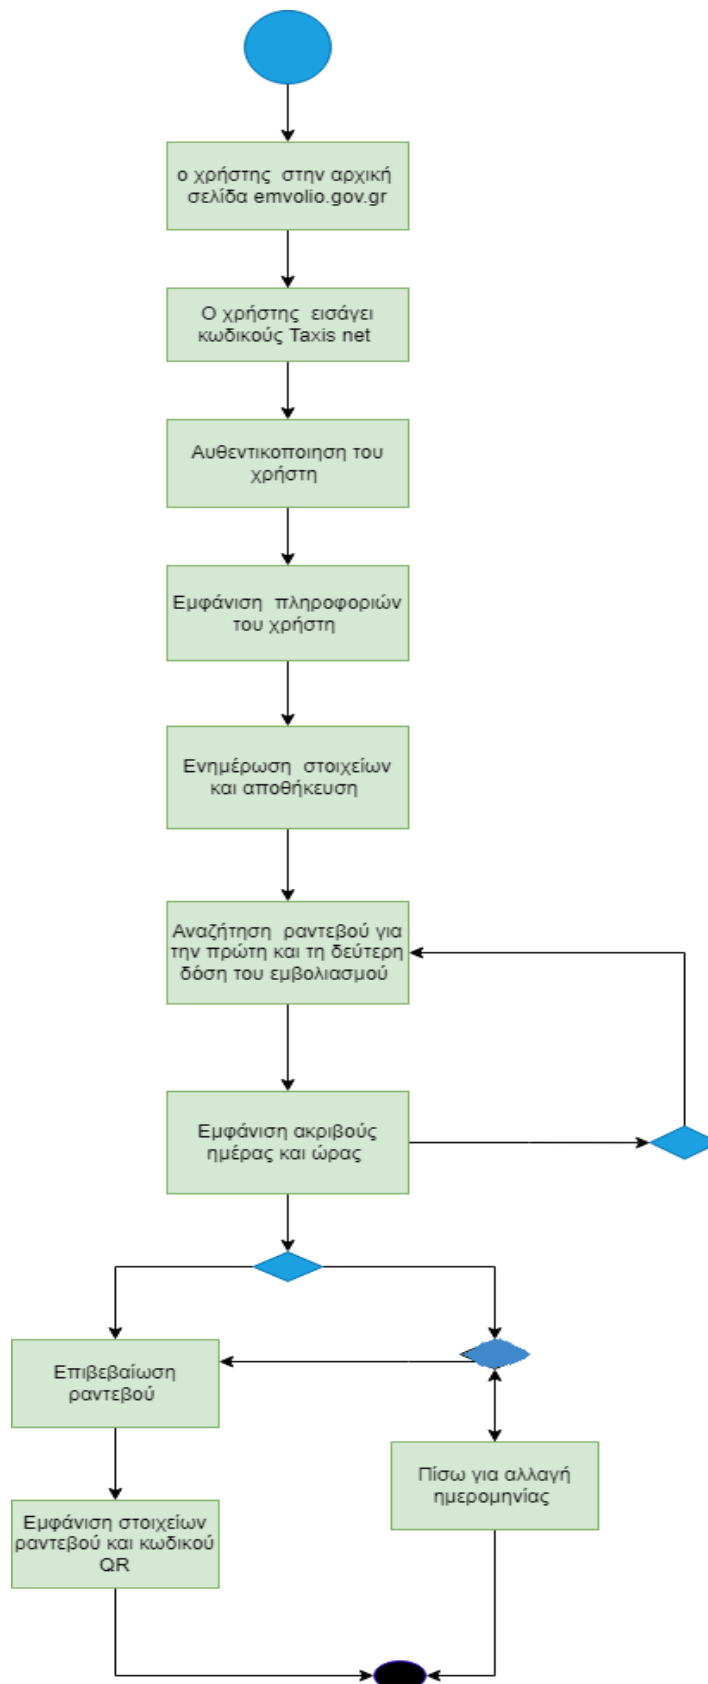 ο χρήστης στην αρχική
σελίδα emvolio.gov.gr
Ο χρήστης εισάγει
κωδικούς Taxis net
Αυθεντικοποιηση του
χρήστη
Εμφάνιση πληροφοριών
του χρήστη
Ενημέρωση στοιχείων
και αποθήκευση
Αναζήτηση ραντεβού για
την πρώτη και τη δεύτερη
δόση του εμβολιασμού
Εμφάνιση ακριβούς
ημέρας και ώρας
Επιβεβαίωση
ραντεβού
Πίσω για αλλαγή
ημερομηνίας
Εμφάνιση στοιχείων
ραντεβού και κωδικού
QR